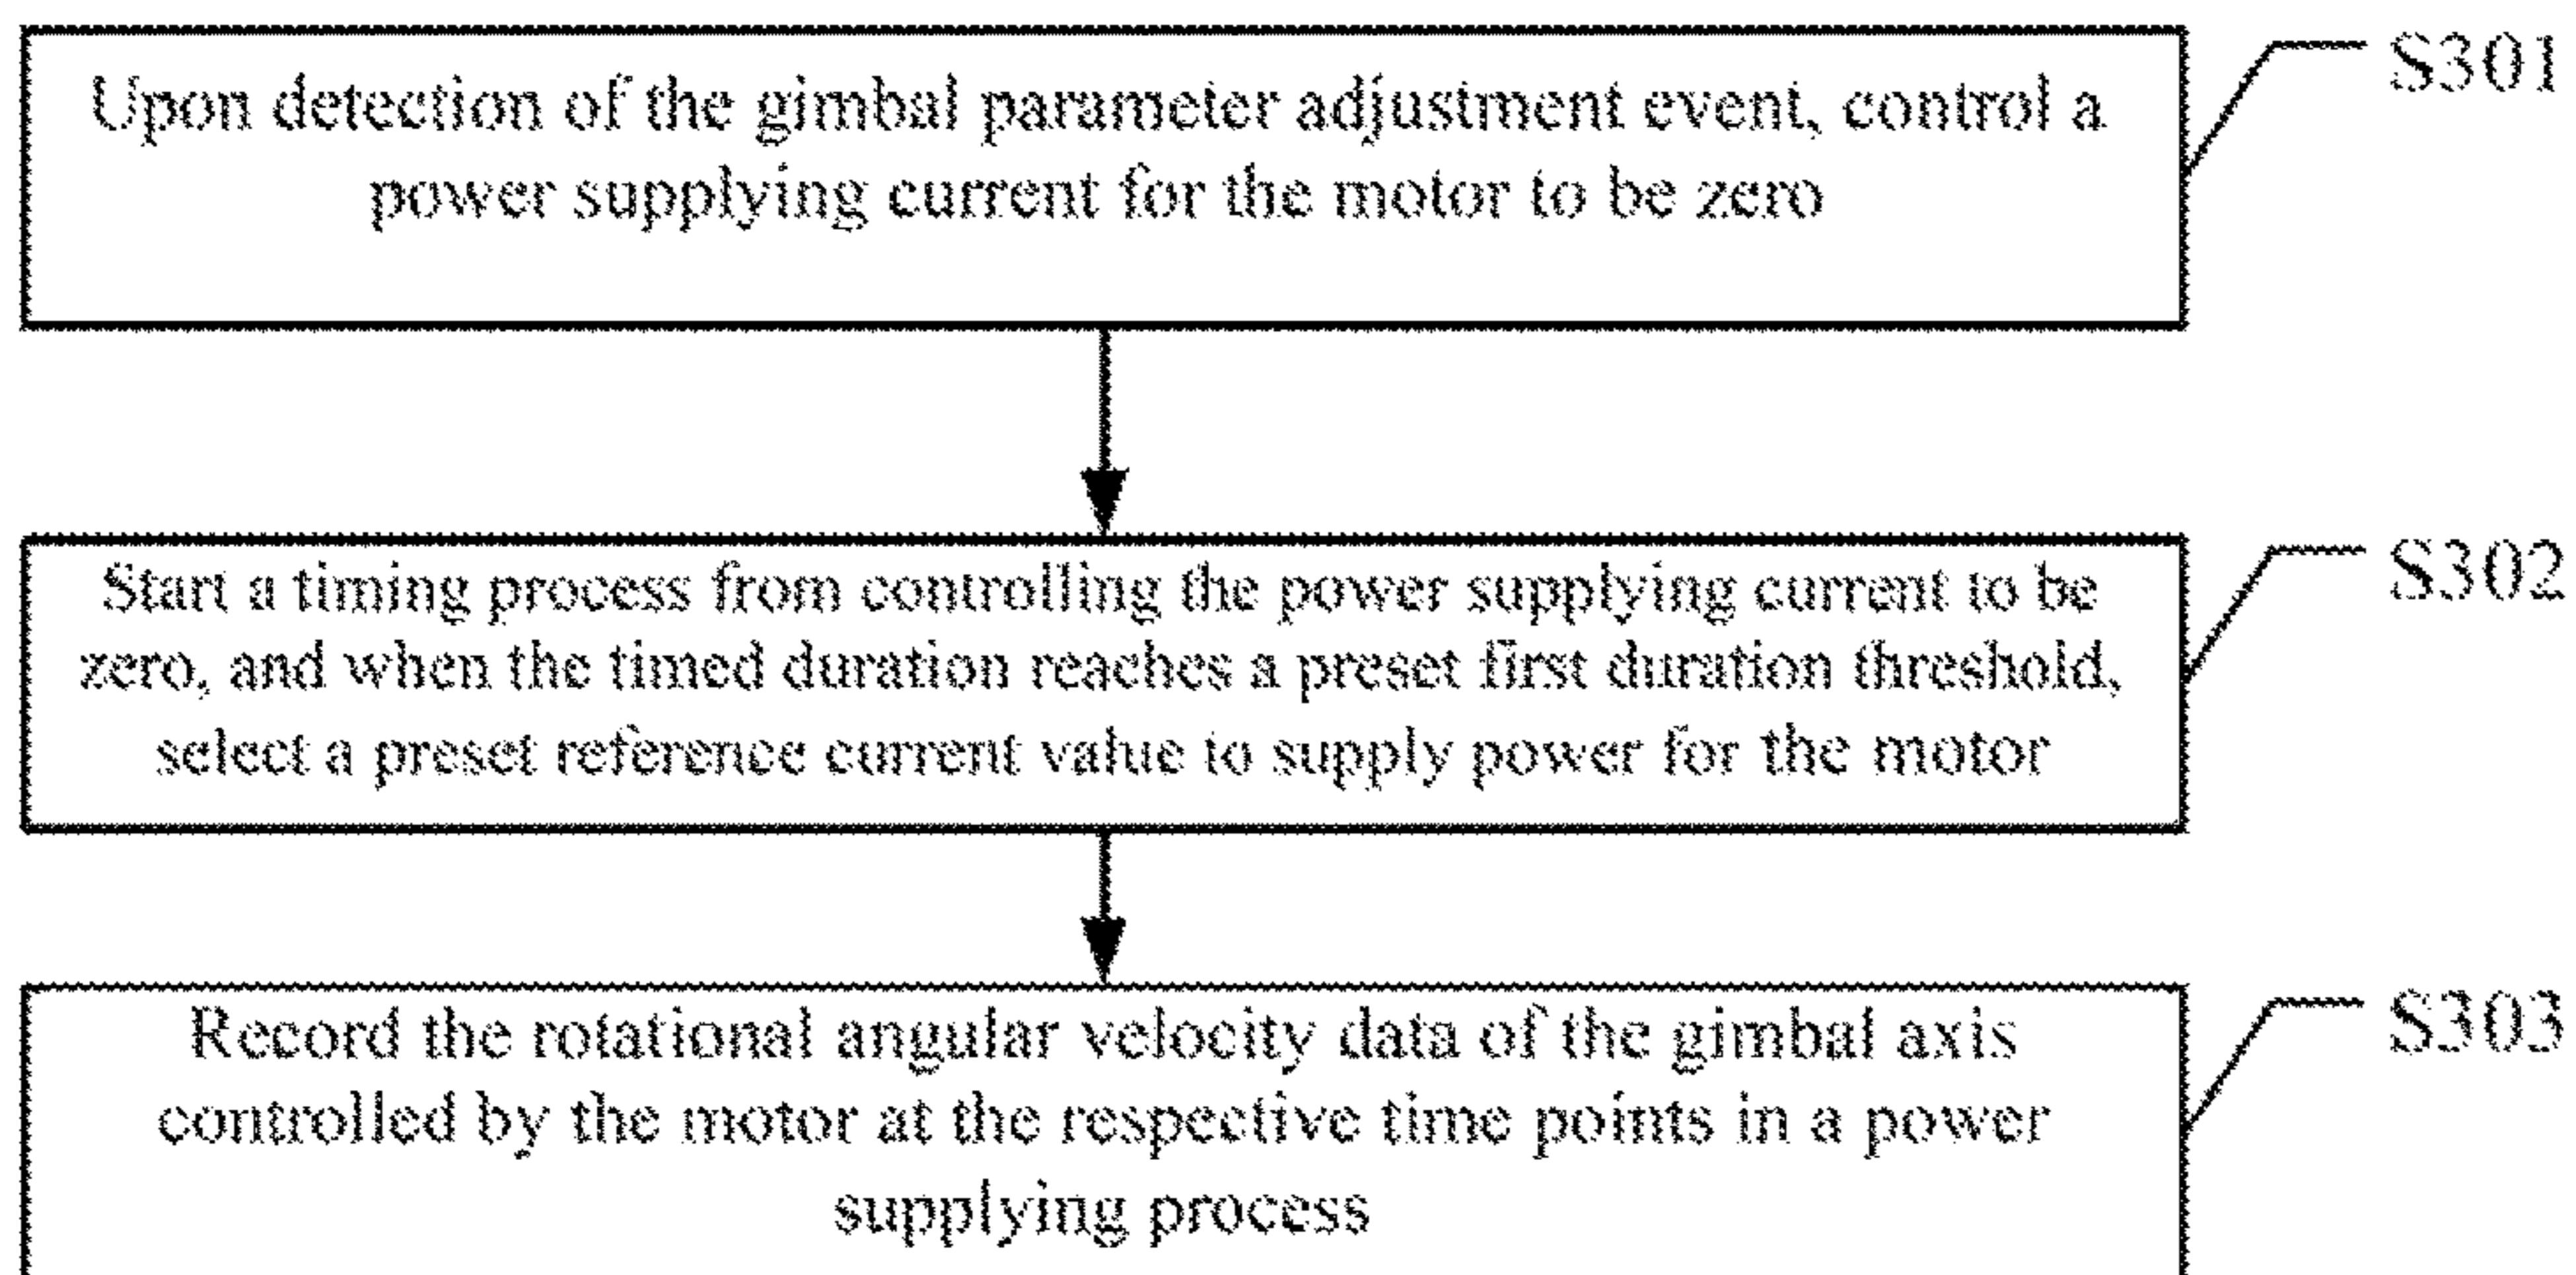 Upon detection of the gimbal parameter adjustment event, control a
power supplying current for the motor to be zero
S301
Start a timing process from controlling the power supplying current to be
zero, and when the timed duration reaches a preset first duration threshold,
select a preset reference current value to supply power for the motor
S302
Record the rotational angular velocity data of the gimbal axis
controlled by the motor at the respective time points in a power
supplying process
S303